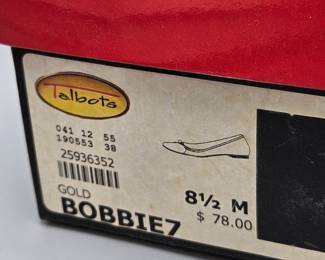 Talbots
041 12 55
190553 38
25936352
GOLD
BOBBIE7
8½ M
$ 78.00